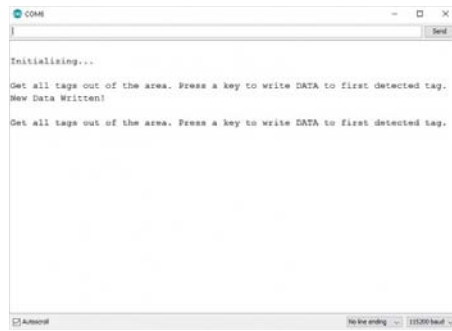 COM6
Send
Initializing...
Get all tags out of the area. Press a key to write DATA to first detected tag.
New Data Written!
Get all tags out of the area. Press a key to write DATA to first detected tag.
Autoscroll
No line ending
115200 baud